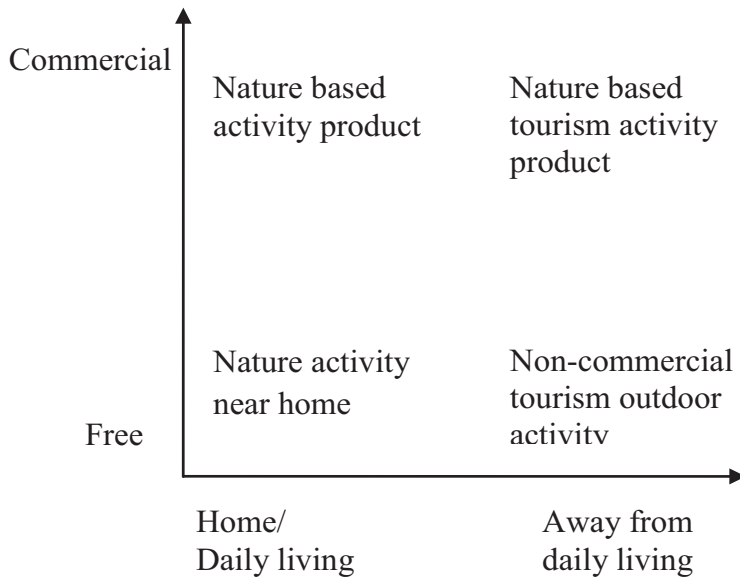 Commercial
Nature based
activity product
Nature based
tourism activity
product
Nature activity
near home
Non-commercial
tourism outdoor
activity
Free
Home/
Daily living
Away from
daily living